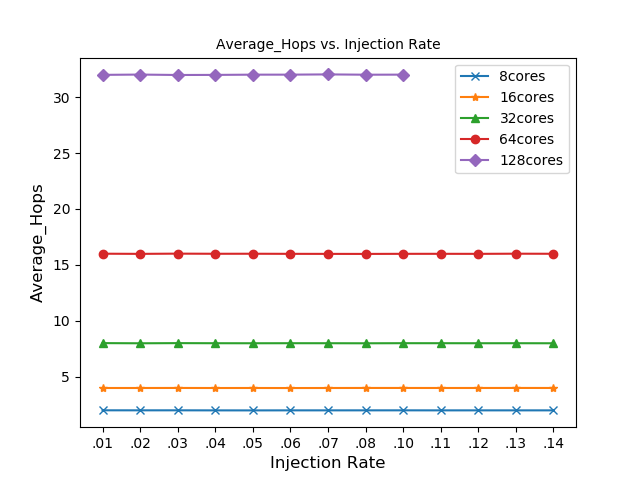 Average_Hops vs. Injection Rate
Average_Hops
30
25
20
15
10
5
8cores
16cores
32cores
64cores
128cores
.01 .02 .03 .04 .05 .06 .07 .08 .10 .11 .12 .13 .14
Injection Rate